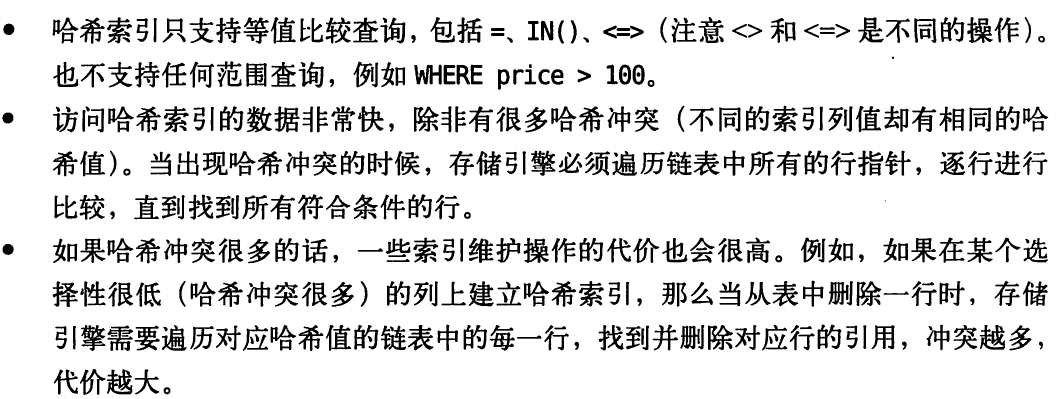 ● 哈希索引只支持等值比较查询，包括 =、IN()、<=>（注意 <> 和 <=> 是不同的操作）。
也不支持任何范围查询，例如 WHERE price > 100。
● 访问哈希索引的数据非常快，除非有很多哈希冲突（不同的索引列值却有相同的哈
希值）。当出现哈希冲突的时候，存储引擎必须遍历链表中所有的行指针，逐行进行
比较，直到找到所有符合条件的行。
● 如果哈希冲突很多的话，一些索引维护操作的代价也会很高。例如，如果在某个选
择性很低（哈希冲突很多）的列上建立哈希索引，那么当从表中删除一行时，存储
引擎需要遍历对应哈希值的链表中的每一行，找到并删除对应行的引用，冲突越多，
代价越大。